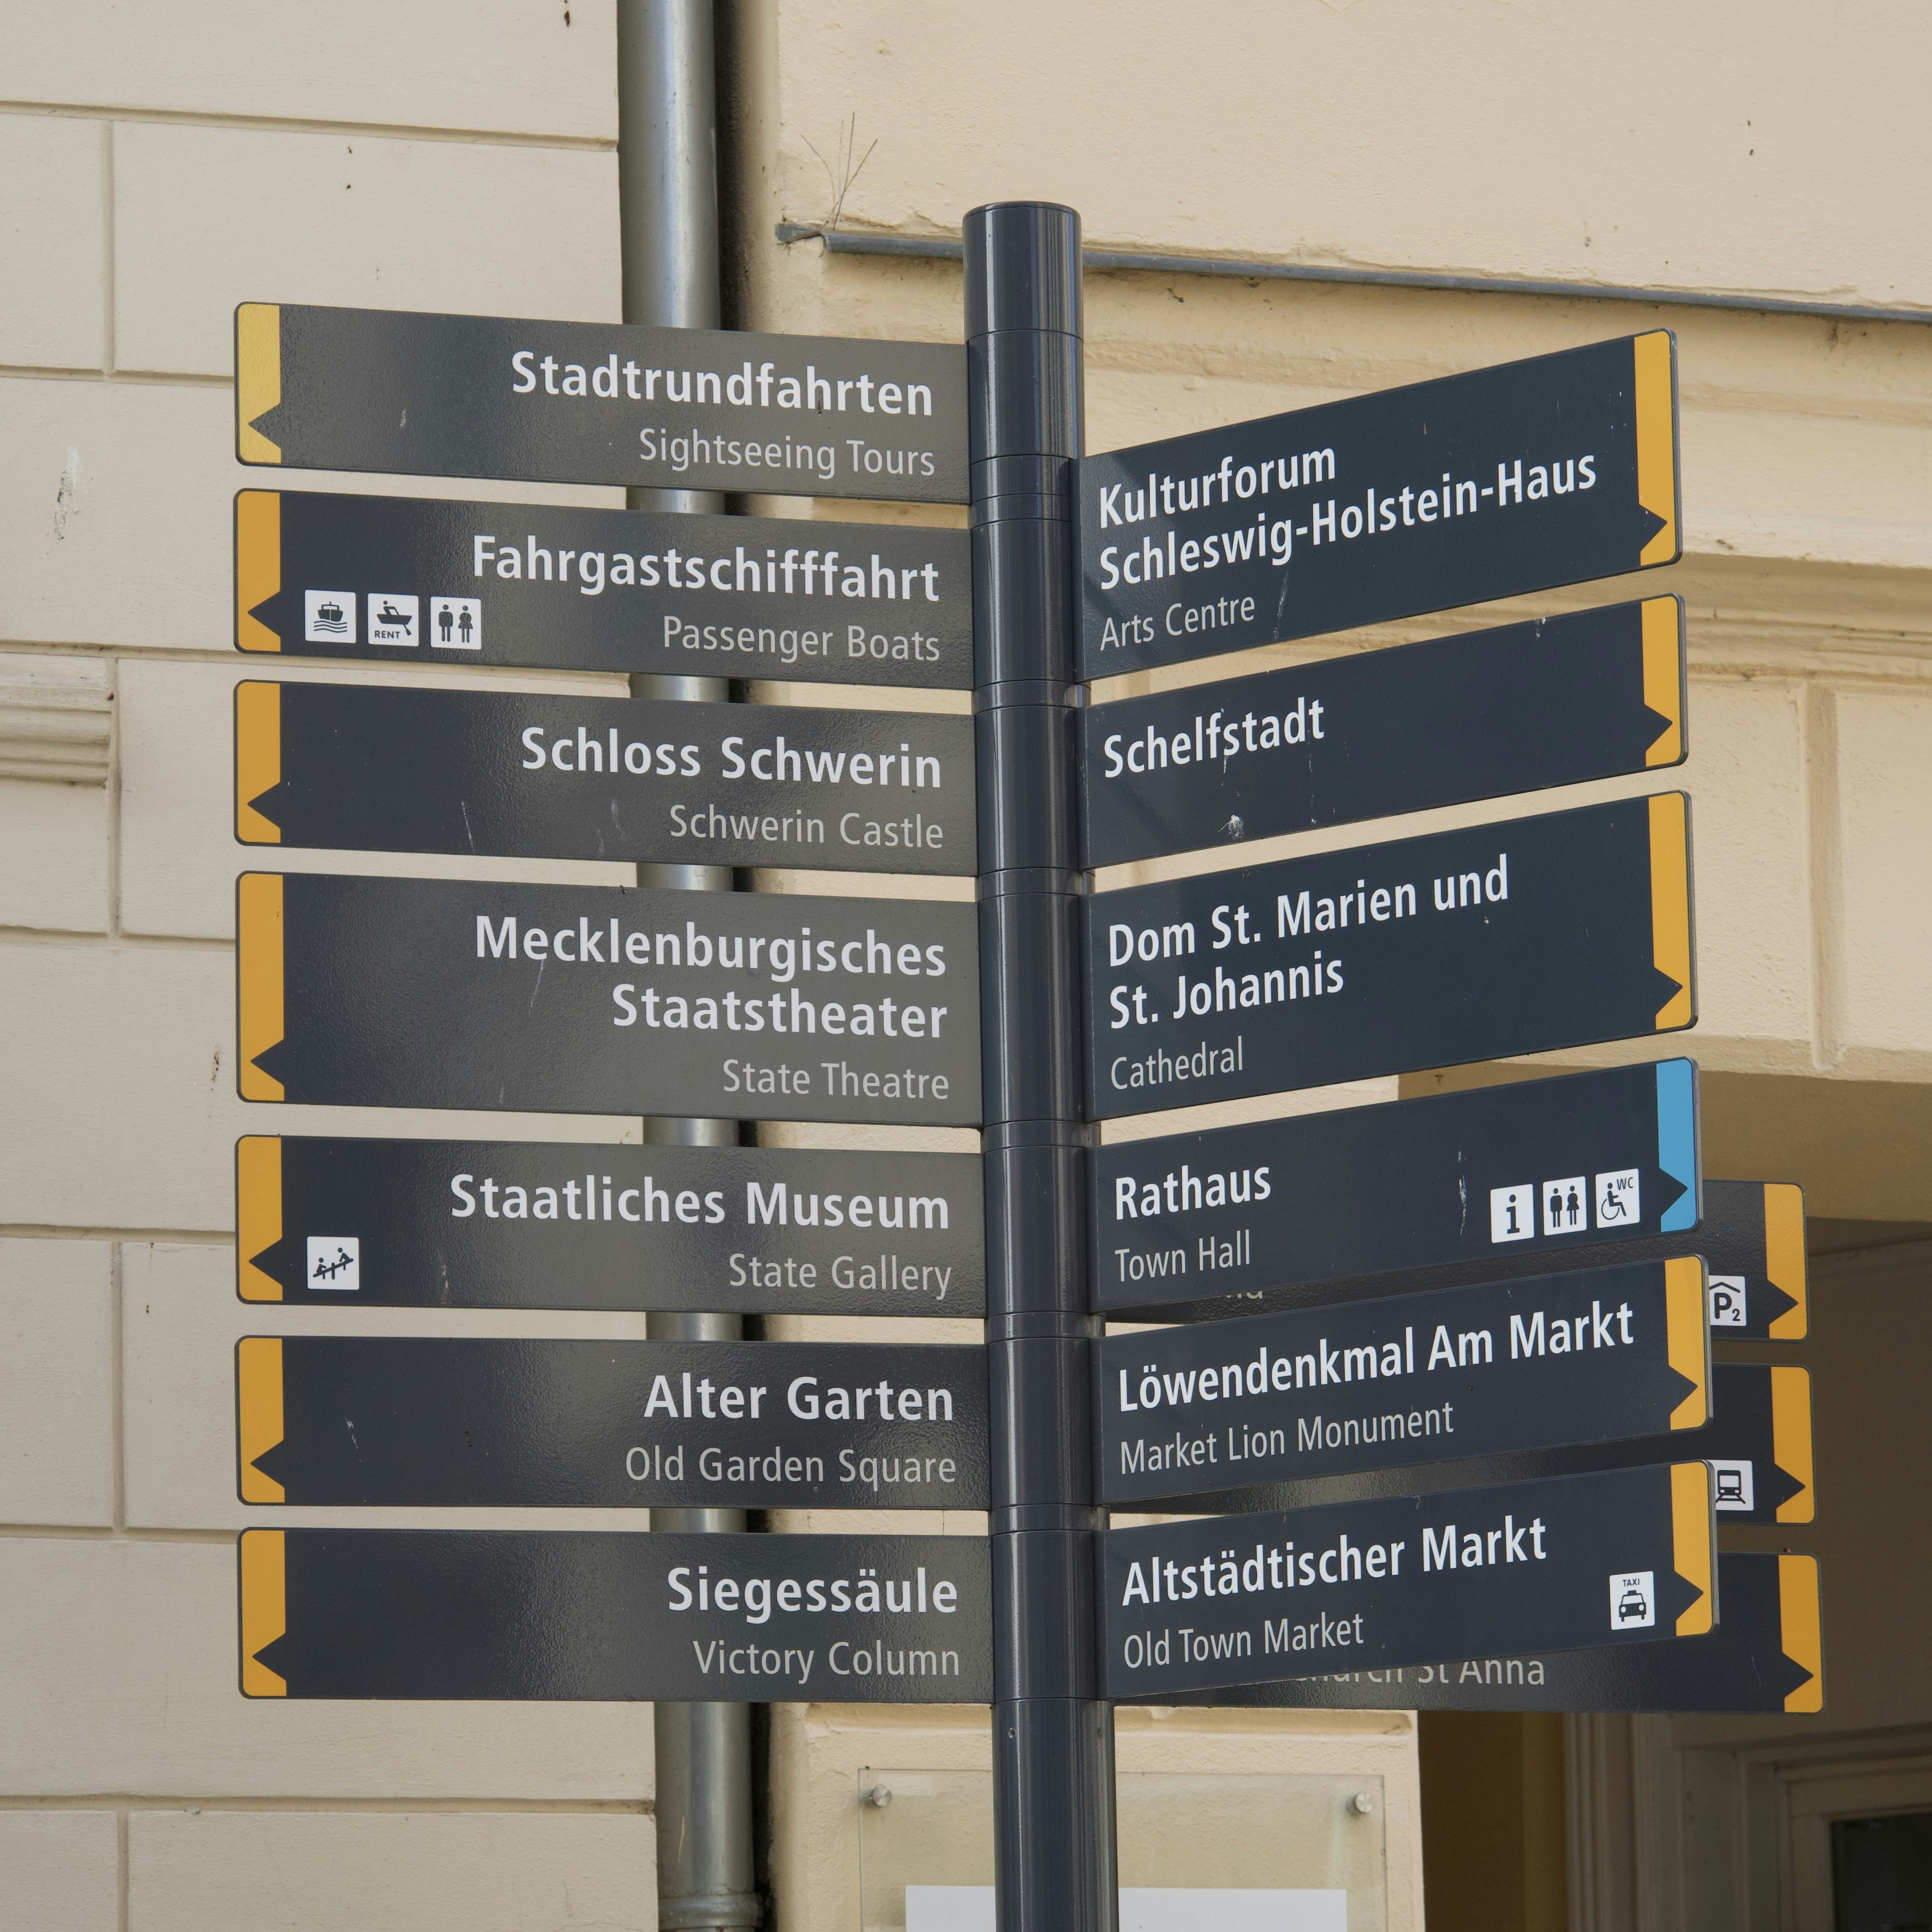 Stadtrundfahrten
Sightseeing Tours
Fahrgastschifffahrt
Passenger Boats
RENT
Schloss Schwerin
Schwerin Castle
Mecklenburgisches
Staatstheater
State Theatre
Staatliches Museum
State Gallery
Alter Garten
Old Garden Square
Siegessäule
Victory Column
Kulturforum
Schleswig-Holstein-Haus
Arts Centre
Schelfstadt
Dom St. Marien und
St. Johannis
Cathedral
Rathaus
Town Hall
i
WC
P2
Löwendenkmal Am Markt
Market Lion Monument
Altstädtischer Markt
Old Town Market
TAXI
St Anna